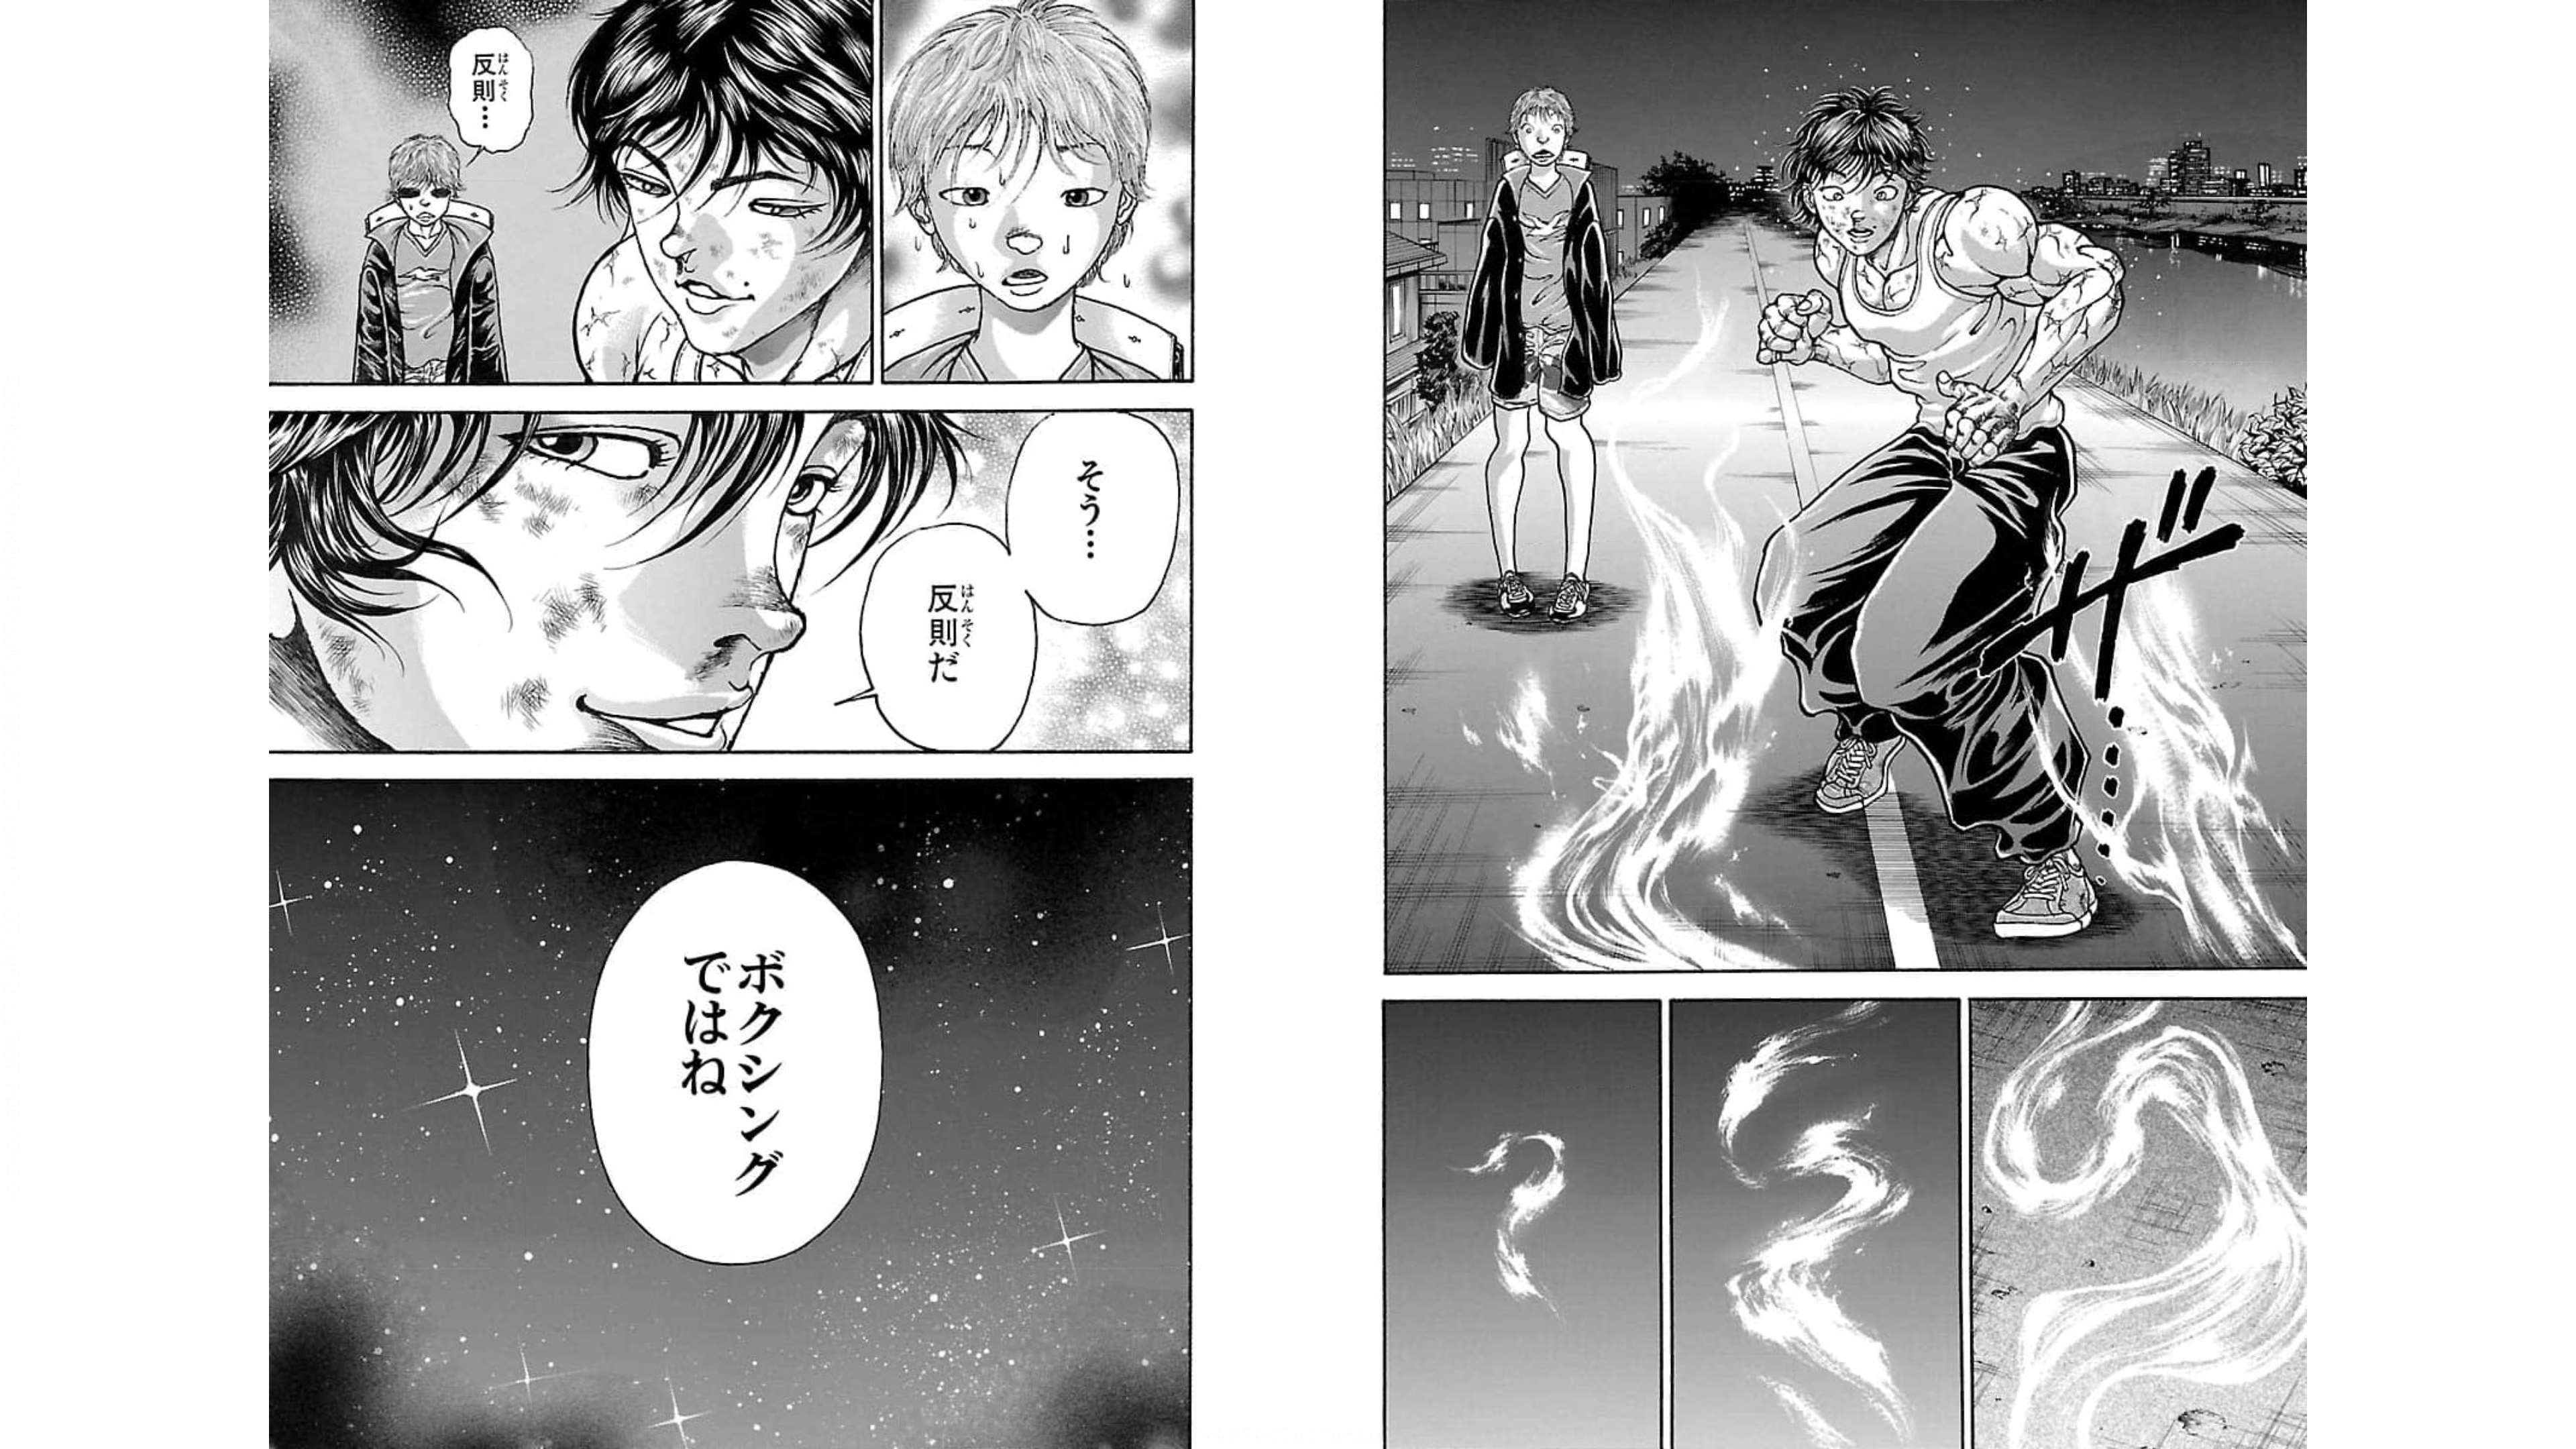 ザッ・・・・
反則…
はんそく
そう…
反則だ
はんそく
ボクシング
ではね